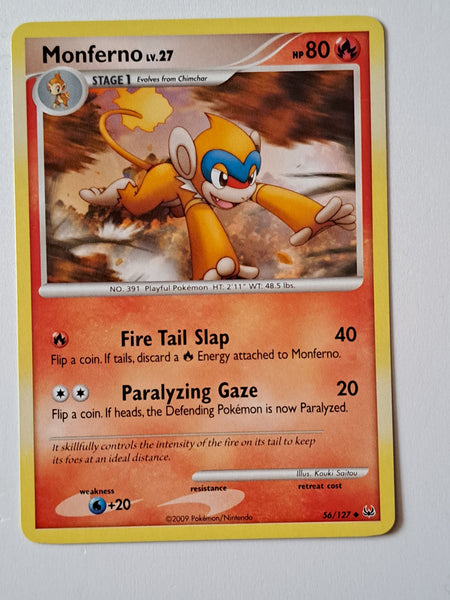 Monferno LV.27 HP 80
STAGE 1 Evolves from Chimchar
NO. 391 Playful Pokémon HT: 2'11" WT: 48.5 lbs.
Fire Tail Slap 40
Flip a coin. If tails, discard a Energy attached to Monferno.
Paralyzing Gaze 20
Flip a coin. If heads, the Defending Pokémon is now Paralyzed.
It skillfully controls the intensity of the fire on its tail to keep
its foes at an ideal distance.
Illus. Kouki Saitou
weakness resistance retreat cost
+20
©2009 Pokémon/Nintendo 56/127 ◆